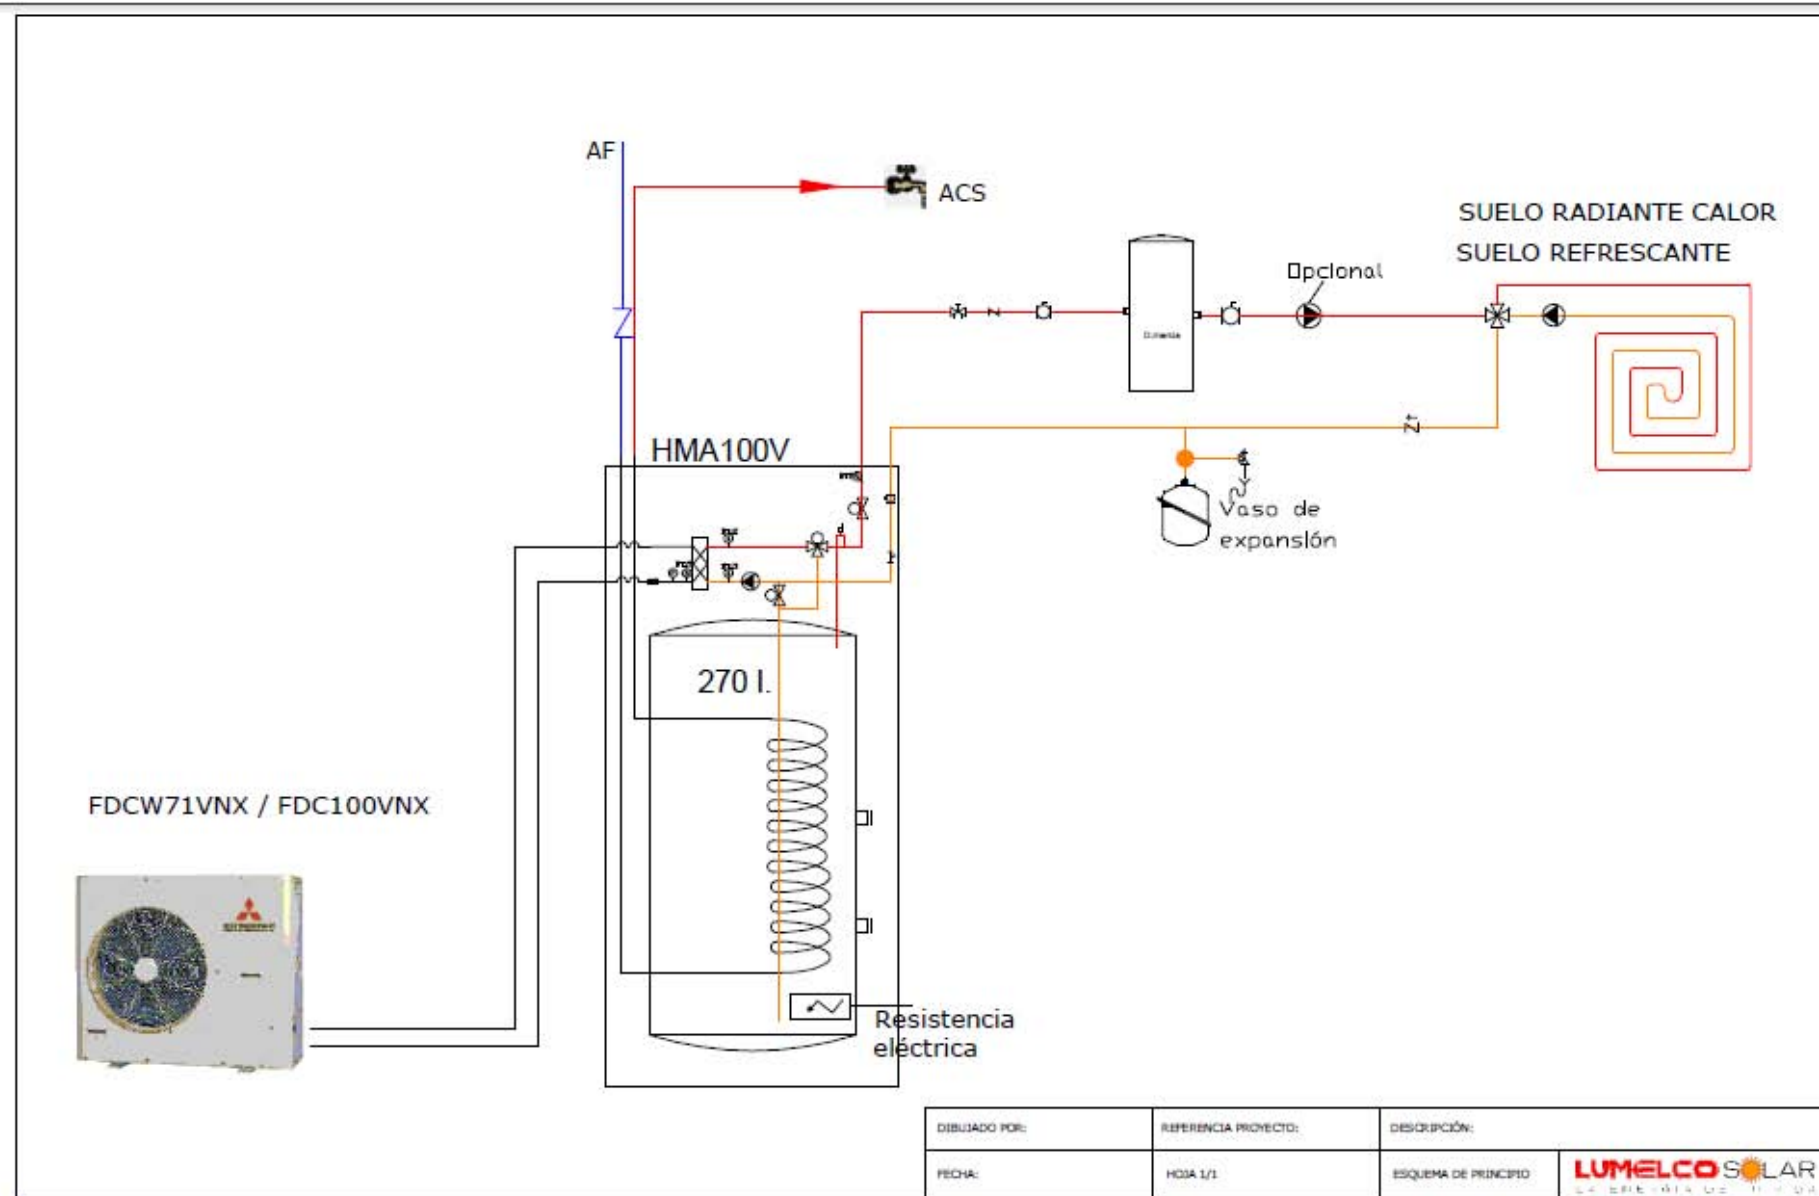 AF
ACS
SUELO RADIANTE CALOR
SUELO REFRESCANTE
Opcional
HMA100V
Vaso de
expansión
270 l.
FDCW71VNX / FDC100VNX
Resistencia
eléctrica
DIBUJADO POR:
REFERENCIA PROYECTO:
DESCRIPCIÓN:
FECHA:
HOJA 1/1
ESQUEMA DE PRINCIPIO
LUMELCO SOLAR